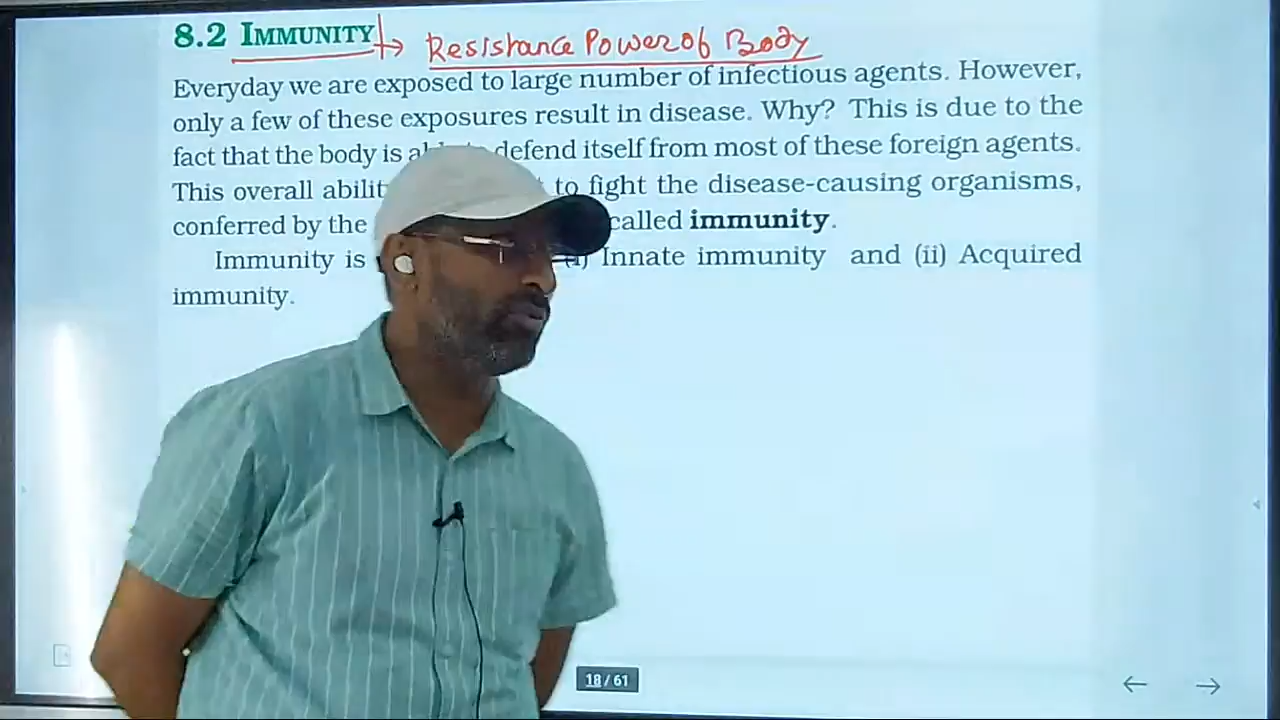 8.2 IMMUNITY → Resistance Power of Body
Everyday we are exposed to large number of infectious agents. However,
only a few of these exposures result in disease. Why? This is due to the
fact that the body is defend itself from most of these foreign agents.
This overall to fight the disease-causing organisms,
conferred by the called immunity.
Immunity is (i) Innate immunity and (ii) Acquired
immunity.
18 / 61